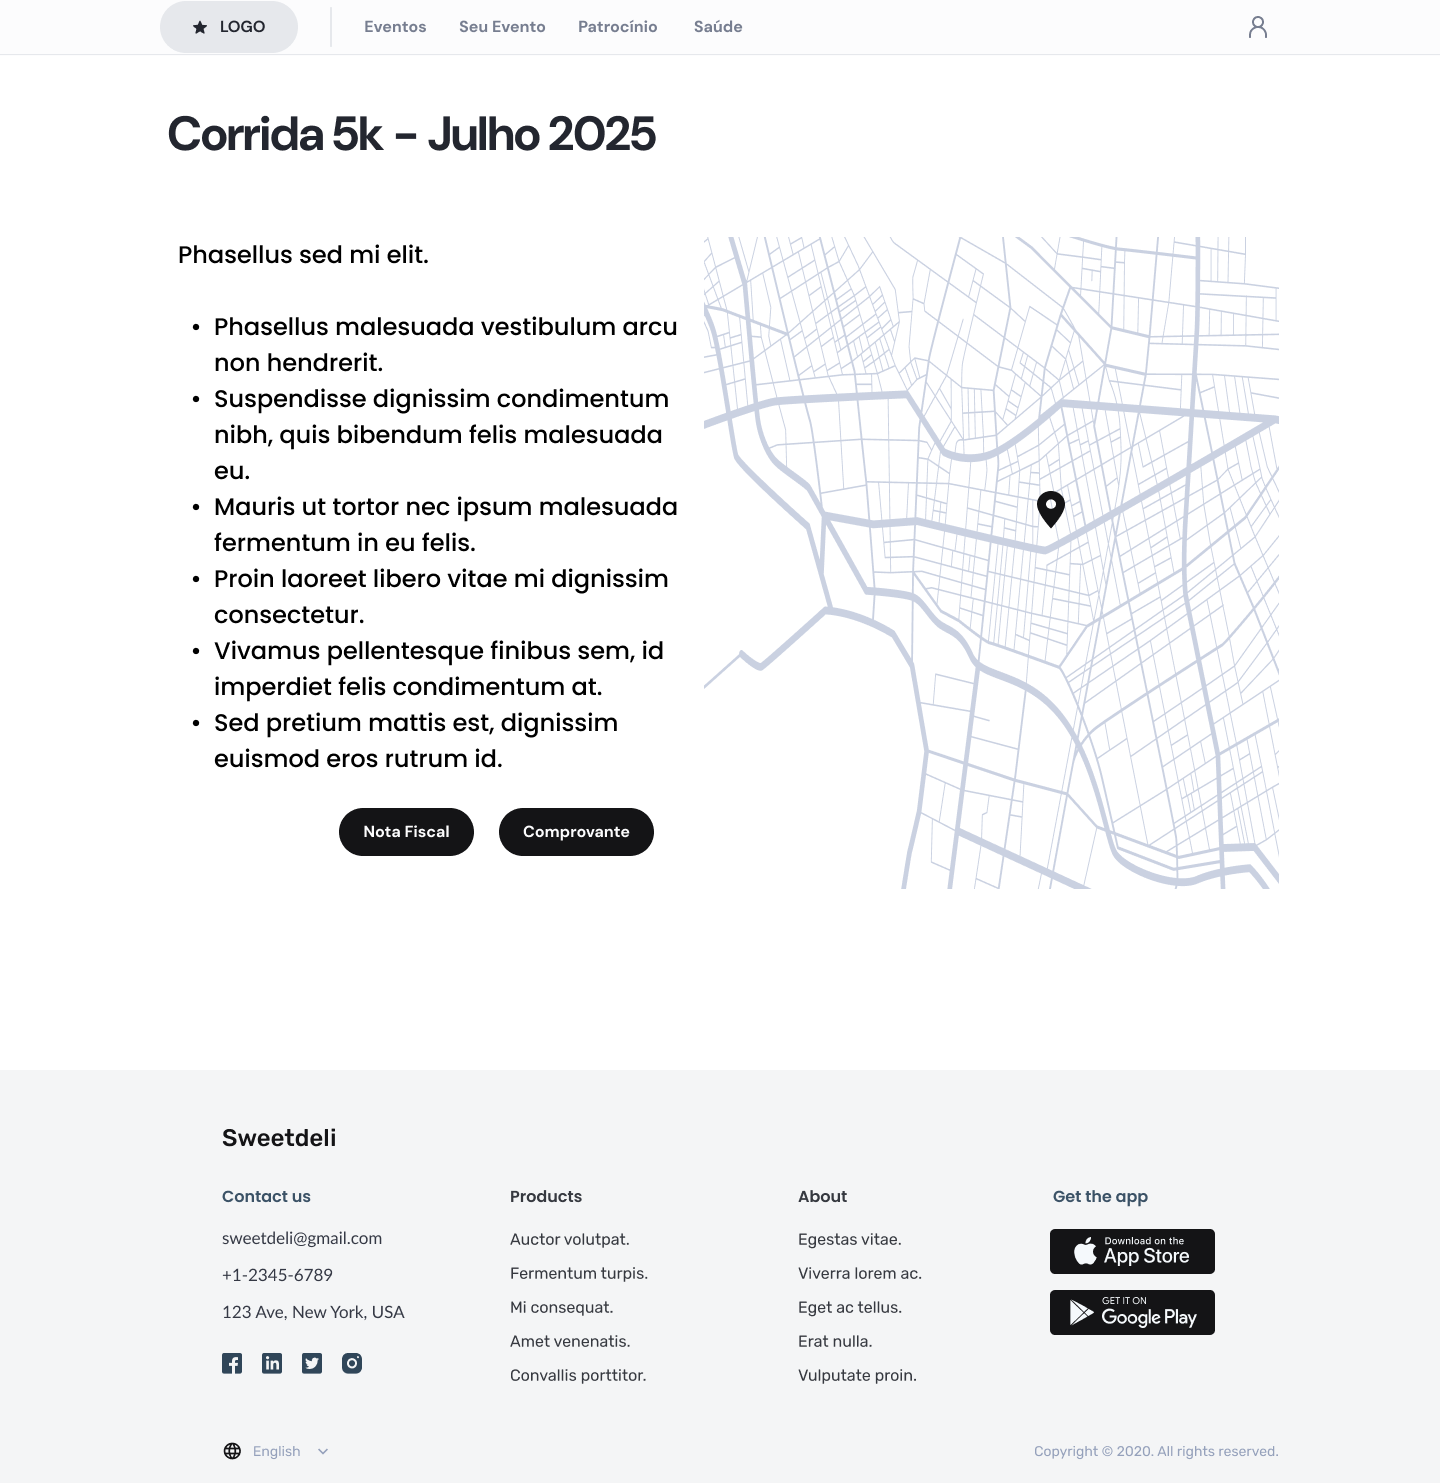 LOGO
Eventos
Seu Evento
Patrocínio
Saúde
Corrida 5k - Julho 2025
Phasellus sed mi elit.
• Phasellus malesuada vestibulum arcu
non hendrerit.
• Suspendisse dignissim condimentum
nibh, quis bibendum felis malesuada
eu.
• Mauris ut tortor nec ipsum malesuada
fermentum in eu felis.
• Proin laoreet libero vitae mi dignissim
consectetur.
• Vivamus pellentesque finibus sem, id
imperdiet felis condimentum at.
• Sed pretium mattis est, dignissim
euismod eros rutrum id.
Nota Fiscal
Comprovante
Sweetdeli
Contact us
sweetdeli@gmail.com
+1-2345-6789
123 Ave, New York, USA
Products
Auctor volutpat.
Fermentum turpis.
Mi consequat.
Amet venenatis.
Convallis porttitor.
About
Egestas vitae.
Viverra lorem ac.
Eget ac tellus.
Erat nulla.
Vulputate proin.
Get the app
Download on the
App Store
GET IT ON
Google Play
English
Copyright © 2020. All rights reserved.